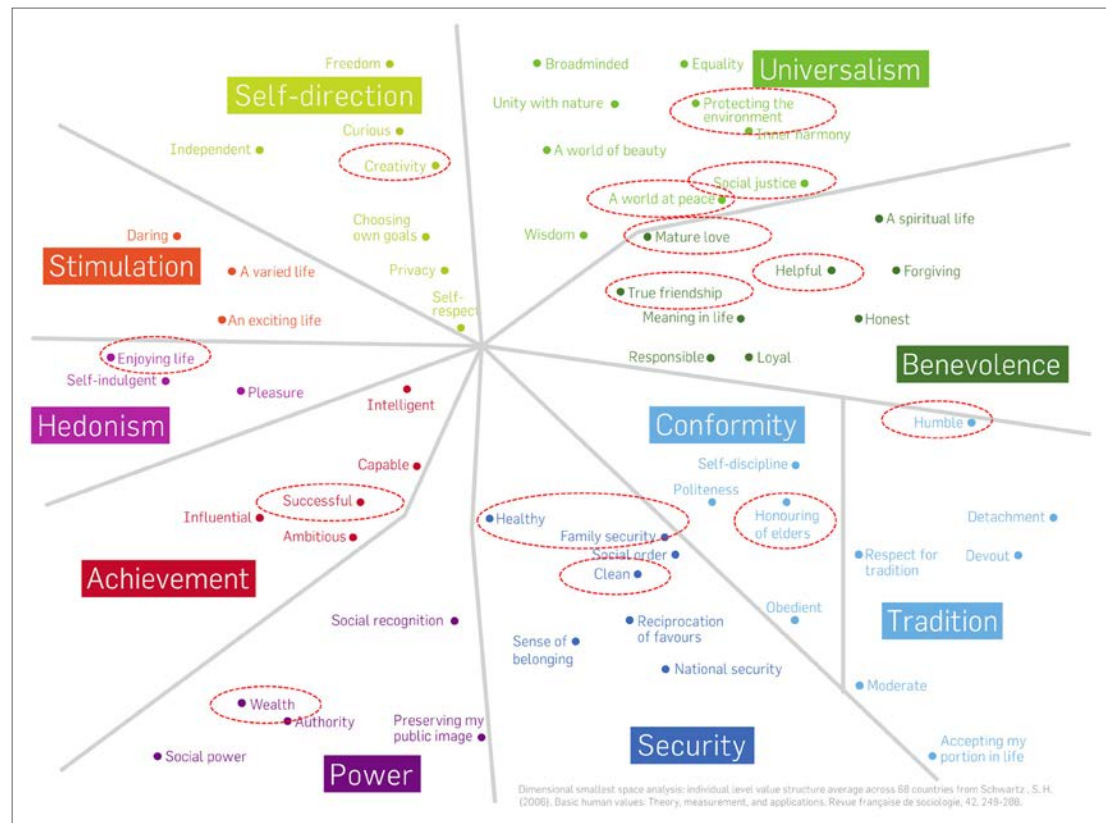 Freedom
Self-direction
Curious
Independent
Creativity
Choosing
own goals
Privacy
Self-
respect
Broadminded
Equality
Universalism
Unity with nature
Protecting the
environment
Inner harmony
A world of beauty
Social justice
A world at peace
Wisdom
Mature love
A spiritual life
Helpful
Forgiving
True friendship
Meaning in life
Honest
Responsible
Loyal
Benevolence
Daring
Stimulation
A varied life
An exciting life
Enjoying life
Self-indulgent
Pleasure
Hedonism
Intelligent
Capable
Successful
Influential
Ambitious
Achievement
Social recognition
Wealth
Authority
Preserving my
public image
Social power
Power
Healthy
Family security
Social order
Clean
Reciprocation
of favours
Sense of
belonging
National security
Security
Conformity
Self-discipline
Politeness
Honouring
of elders
Obedient
Humble
Detachment
Respect for
tradition
Devout
Tradition
Moderate
Accepting my
portion in life
Dimensional smallest space analysis: individual level value structure average across 68 countries from Schwartz , S. H.
(2006). Basic human values: Theory, measurement, and applications. Revue française de sociologie, 42, 249-288.